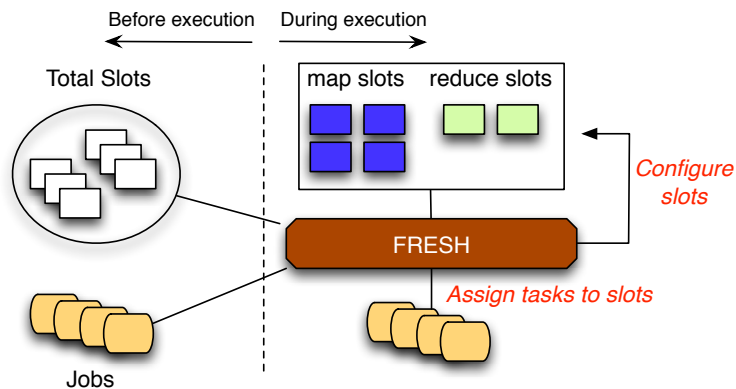 Before execution
During execution
Total Slots
map slots
reduce slots
Configure
slots
FRESH
Assign tasks to slots
Jobs